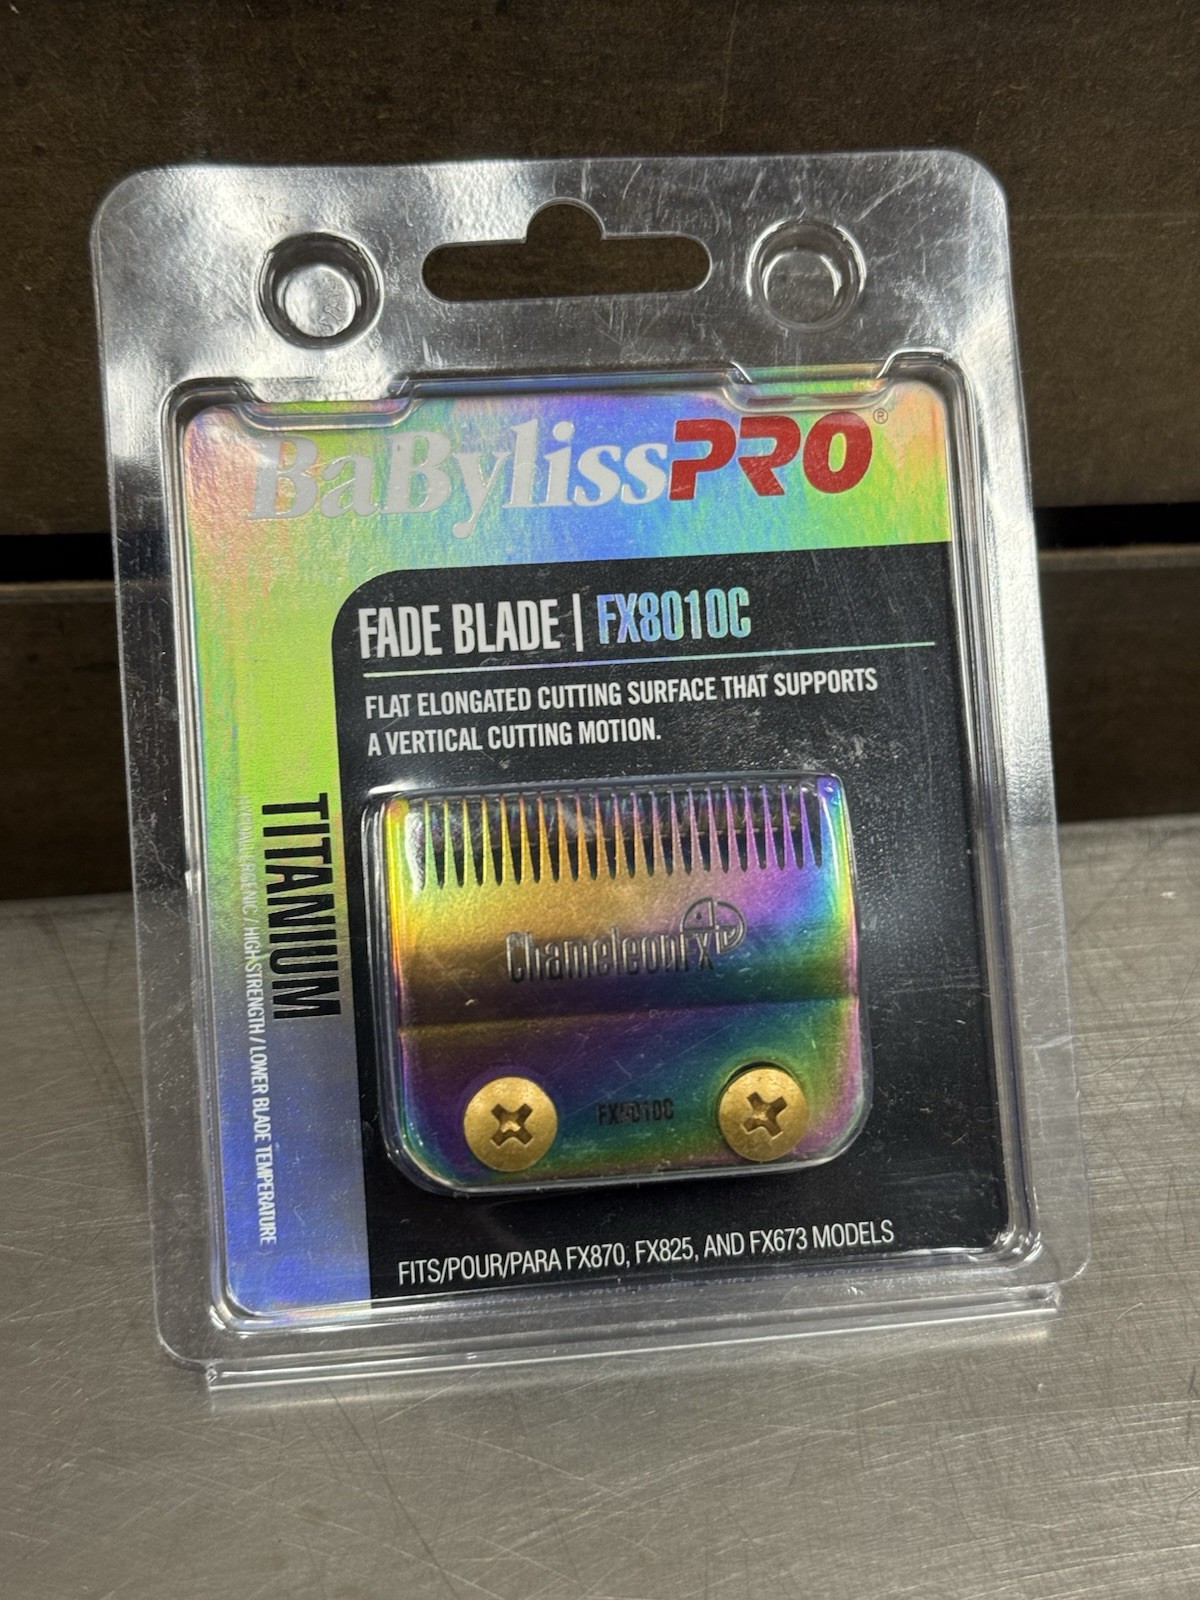 BaBylissPRO®
FADE BLADE | FX8010C
FLAT ELONGATED CUTTING SURFACE THAT SUPPORTS
A VERTICAL CUTTING MOTION.
TITANIUM
/ HIGH STRENGTH / LOWER BLADE TEMPERATURE
ChameleonFx
FX8010C
FITS/POUR/PARA FX870, FX825, AND FX673 MODELS